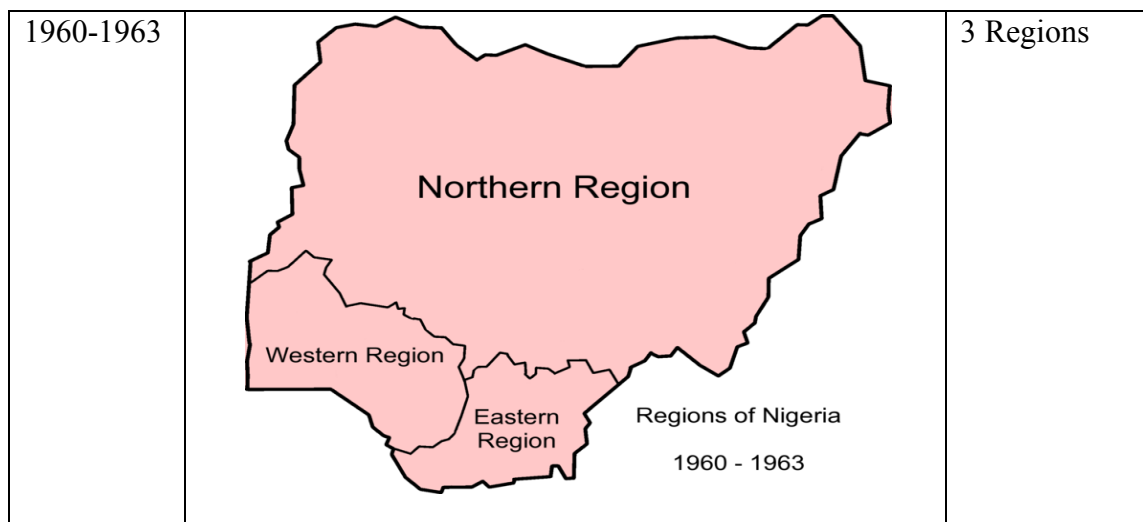 1960-1963
3 Regions
Northern Region
Western Region
Eastern
Region
Regions of Nigeria
1960 - 1963